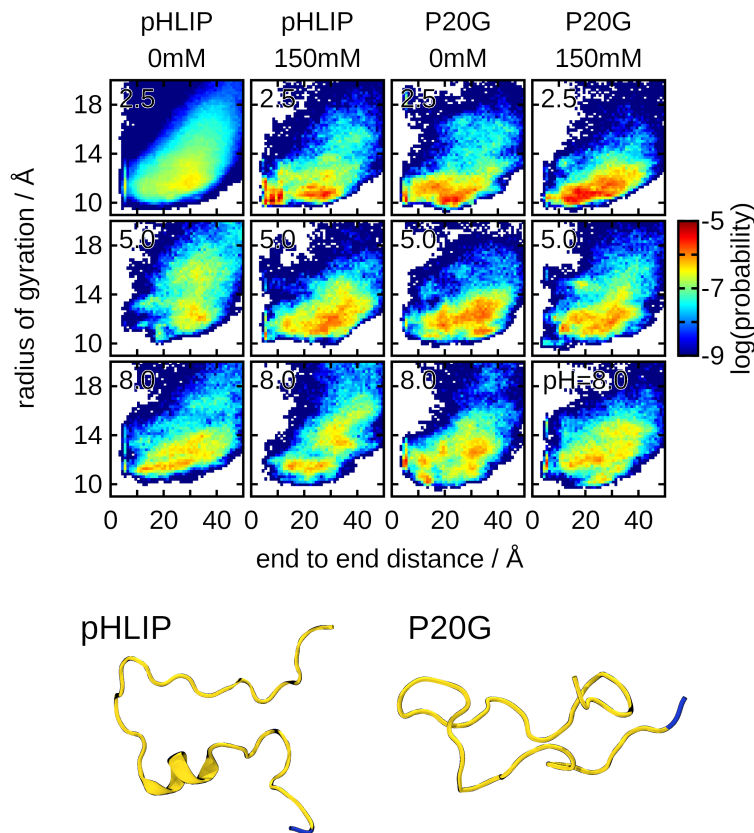 pHLIP pHLIP P20G P20G
0mM 150mM 0mM 150mM
18 2.5 2.5 2.5 2.5
14
10
18 5.0 5.0 5.0 5.0
14
10
18 8.0 8.0 8.0 pH=8.0
14
10
0 20 40 0 20 40 0 20 40 0 20 40
end to end distance / Å
radius of gyration / Å
-5
-7
-9
log(probability)
pHLIP P20G